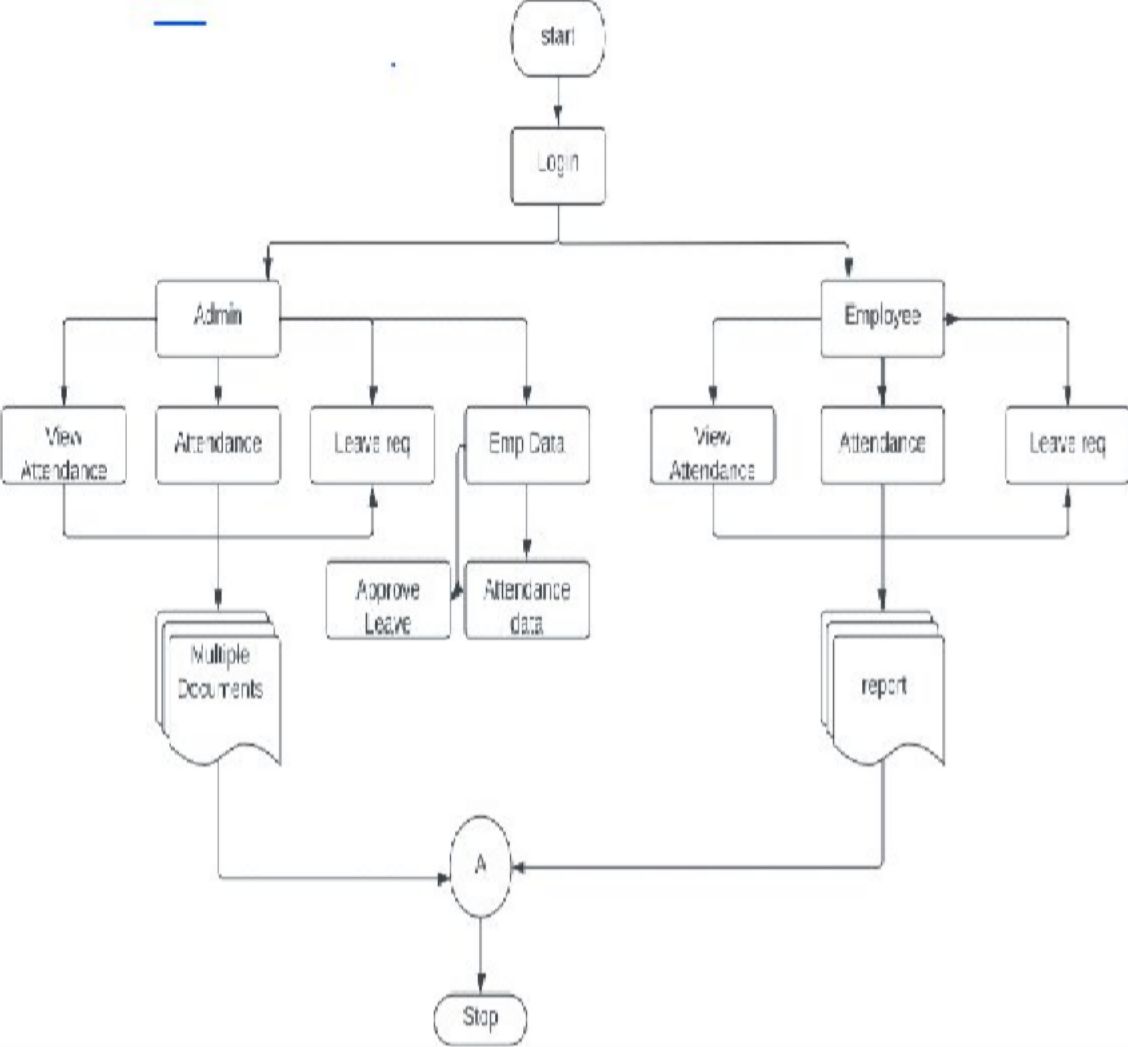 start
Login
Admin
Employee
View
Attendance
Attendance
Leave req
Emp Data
View
Attendance
Attendance
Leave req
Approve
Leave
Attendance
data
Multiple
Documents
report
A
Stop